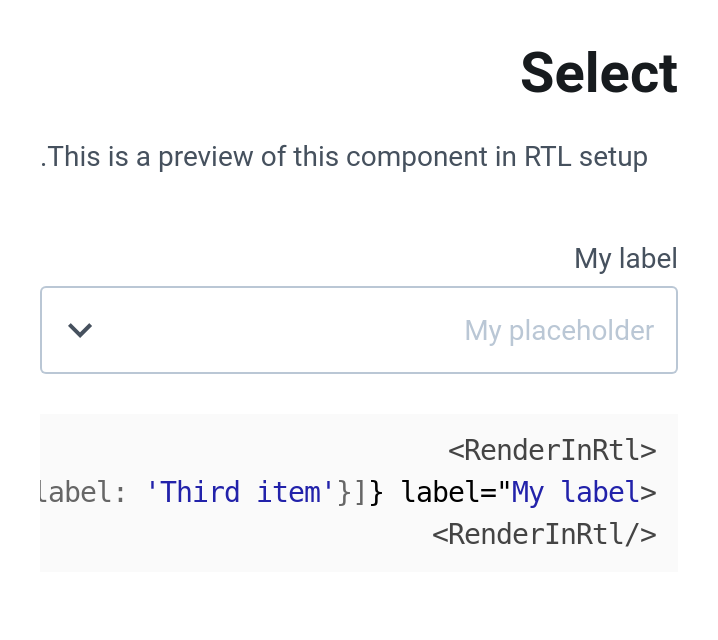 Select
.This is a preview of this component in RTL setup
My label
My placeholder
<RenderInRtl>
label: 'Third item'}]} label="My label>
<RenderInRtl/>